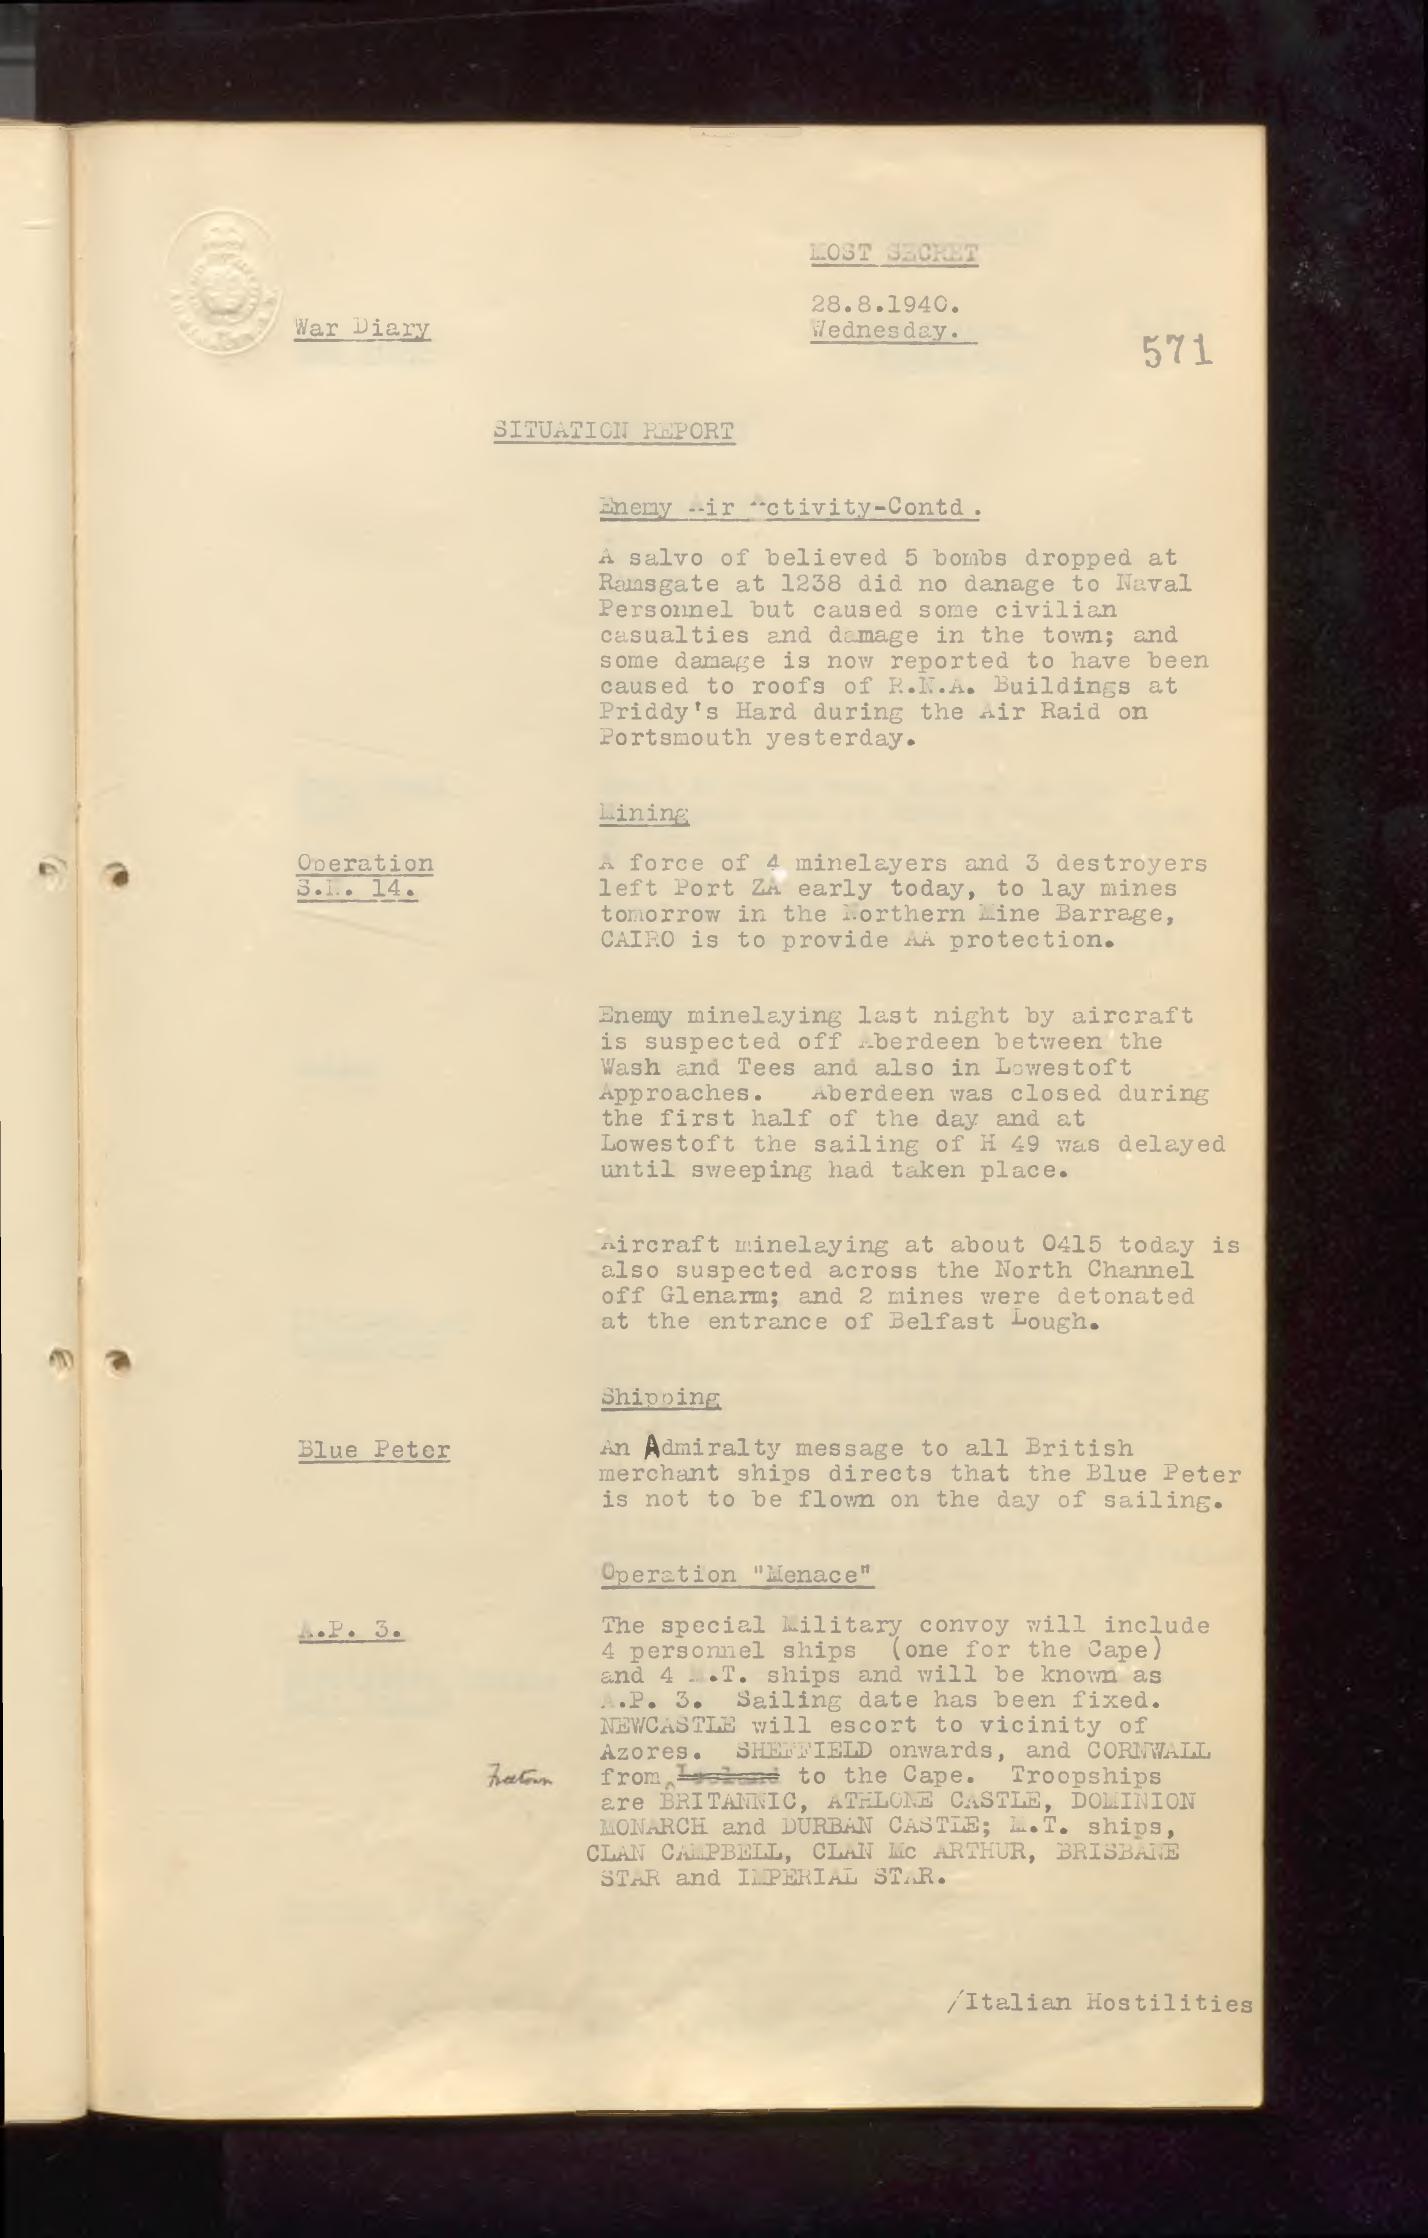 MOST SECRET
28.8.1940.
Wednesday.
War Diary
571
SITUATION REPORT
Enemy Air Activity-Contd.
A salvo of believed 5 bombs dropped at
Ramsgate at 1238 did no danage to Naval
Personnel but caused some civilian
casualties and damage in the town; and
some damage is now reported to have been
caused to roofs of R.N.A. Buildings at
Priddy's Hard during the Air Raid on
Portsmouth yesterday.
Mining
Operation
S.N. 14.
A force of 4 minelayers and 3 destroyers
left Port ZA early today, to lay mines
tomorrow in the Northern Mine Barrage,
CAIRO is to provide AA protection.
Enemy minelaying last night by aircraft
is suspected off Aberdeen between the
Wash and Tees and also in Lowestoft
Approaches. Aberdeen was closed during
the first half of the day and at
Lowestoft the sailing of H 49 was delayed
until sweeping had taken place.
Aircraft minelaying at about 0415 today is
also suspected across the North Channel
off Glenarm; and 2 mines were detonated
at the entrance of Belfast Lough.
Shipping
Blue Peter
An Admiralty message to all British
merchant ships directs that the Blue Peter
is not to be flown on the day of sailing.
Operation "Menace"
A.P. 3.
The special Military convoy will include
4 personnel ships (one for the Cape)
and 4 M.T. ships and will be known as
A.P. 3. Sailing date has been fixed.
NEWCASTLE will escort to vicinity of
Azores. SHEFFIELD onwards, and CORNWALL
Freetown from to the Cape. Troopships
are BRITANNIC, ATHLONE CASTLE, DOMINION
MONARCH and DURBAN CASTLE; M.T. ships,
CLAN CAMPBELL, CLAN Mc ARTHUR, BRISBANE
STAR and IMPERIAL STAR.
/Italian Hostilities